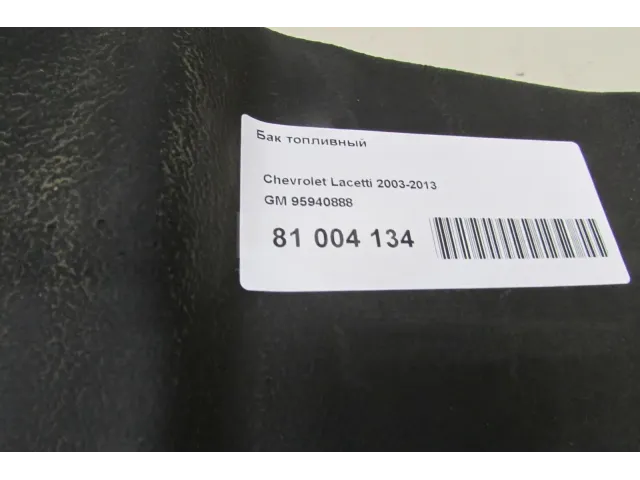 Бак топливный
Chevrolet Lacetti 2003-2013
GM 95940888
81 004 134